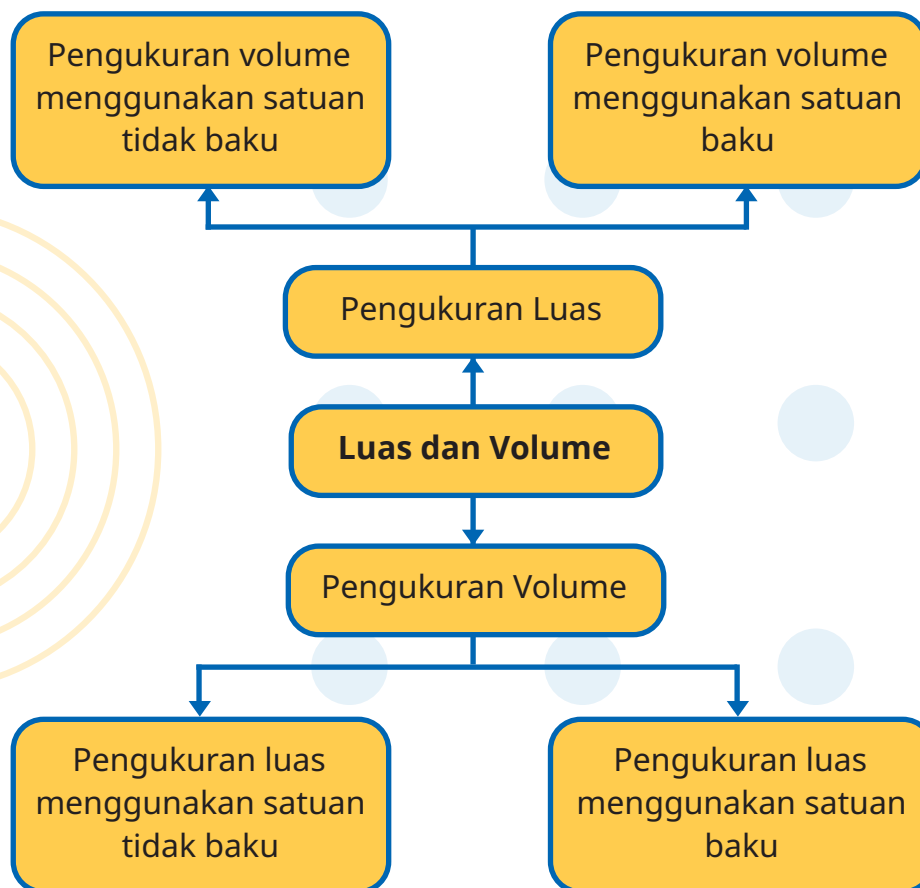 Pengukuran volume
menggunakan satuan
tidak baku
Pengukuran volume
menggunakan satuan
baku
Pengukuran Luas
Luas dan Volume
Pengukuran Volume
Pengukuran luas
menggunakan satuan
tidak baku
Pengukuran luas
menggunakan satuan
baku